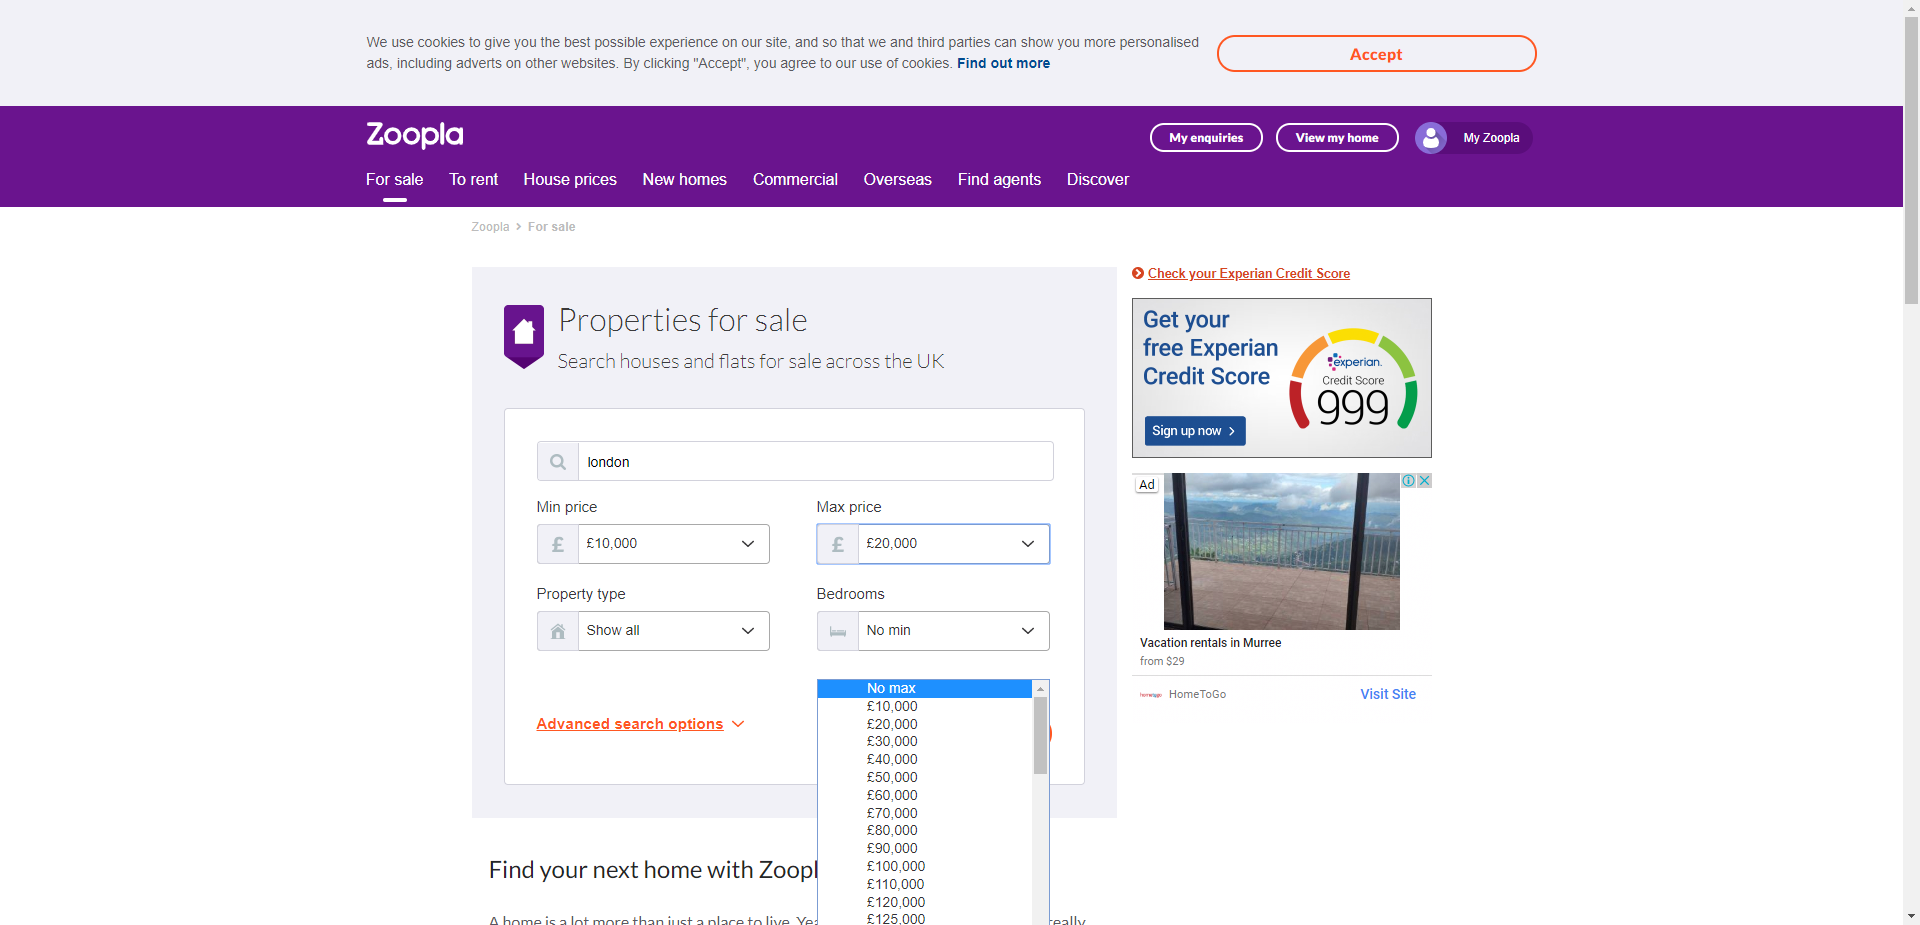 We use cookies to give you the best possible experience on our site, and so that we and third parties can show you more personalised
ads, including adverts on other websites. By clicking "Accept", you agree to our use of cookies. Find out more
Accept
Zoopla
My enquiries
View my home
My Zoopla
For sale
To rent
House prices
New homes
Commercial
Overseas
Find agents
Discover
Zoopla > For sale
Properties for sale
Search houses and flats for sale across the UK
london
Min price
Max price
£ £10,000
£ £20,000
Property type
Bedrooms
Show all
No min
Advanced search options
No max
£10,000
£20,000
£30,000
£40,000
£50,000
£60,000
£70,000
£80,000
£90,000
£100,000
£110,000
£120,000
£125,000
Find your next home with
A home is a lot more than just a place to live.
Check your Experian Credit Score
Get your
free Experian
Credit Score
Sign up now
experian.
Credit Score
999
Ad
Vacation rentals in Murree
from $29
HomeToGo
Visit Site